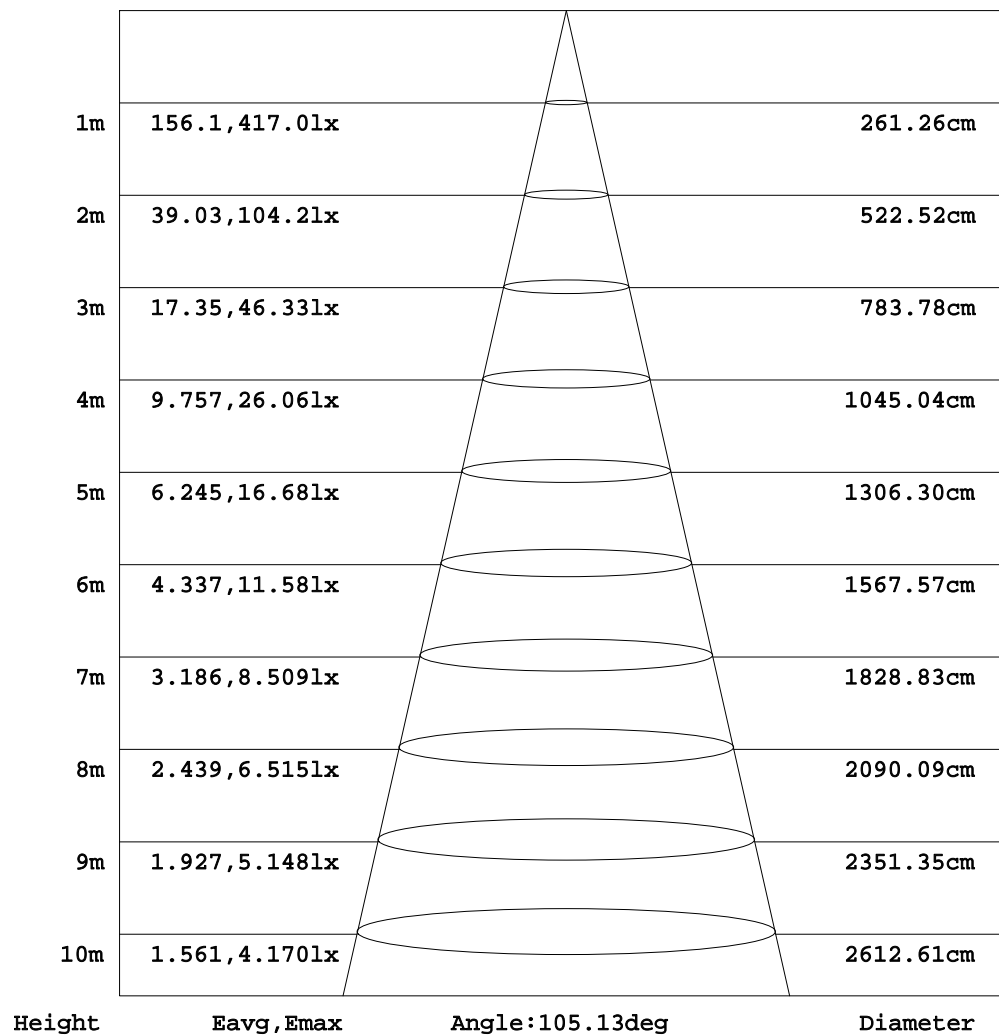 1m 156.1,417.0lx 261.26cm
2m 39.03,104.2lx 522.52cm
3m 17.35,46.33lx 783.78cm
4m 9.757,26.06lx 1045.04cm
5m 6.245,16.68lx 1306.30cm
6m 4.337,11.58lx 1567.57cm
7m 3.186,8.509lx 1828.83cm
8m 2.439,6.515lx 2090.09cm
9m 1.927,5.148lx 2351.35cm
10m 1.561,4.170lx 2612.61cm
Height Eavg,Emax Angle:105.13deg Diameter